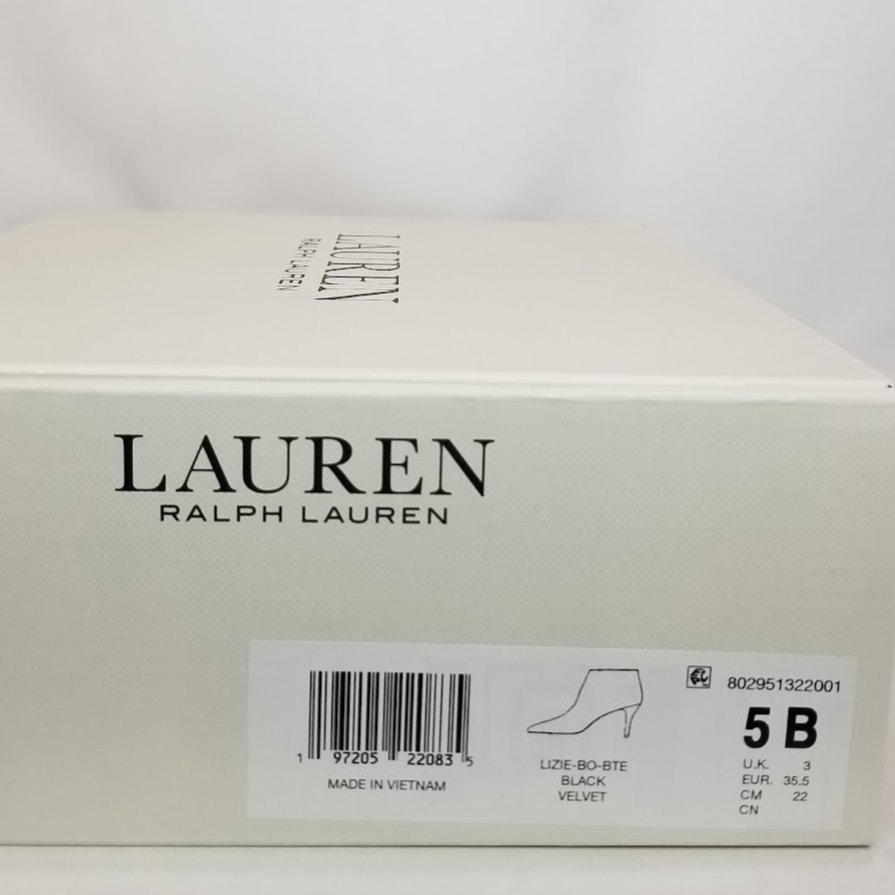 LAUREN
RALPH LAUREN
LAUREN
RALPH LAUREN
1 97205 22083 5
MADE IN VIETNAM
LIZIE-BO-BTE
BLACK
VELVET
802951322001
5 B
U.K. 3
EUR. 35.5
CM 22
CN